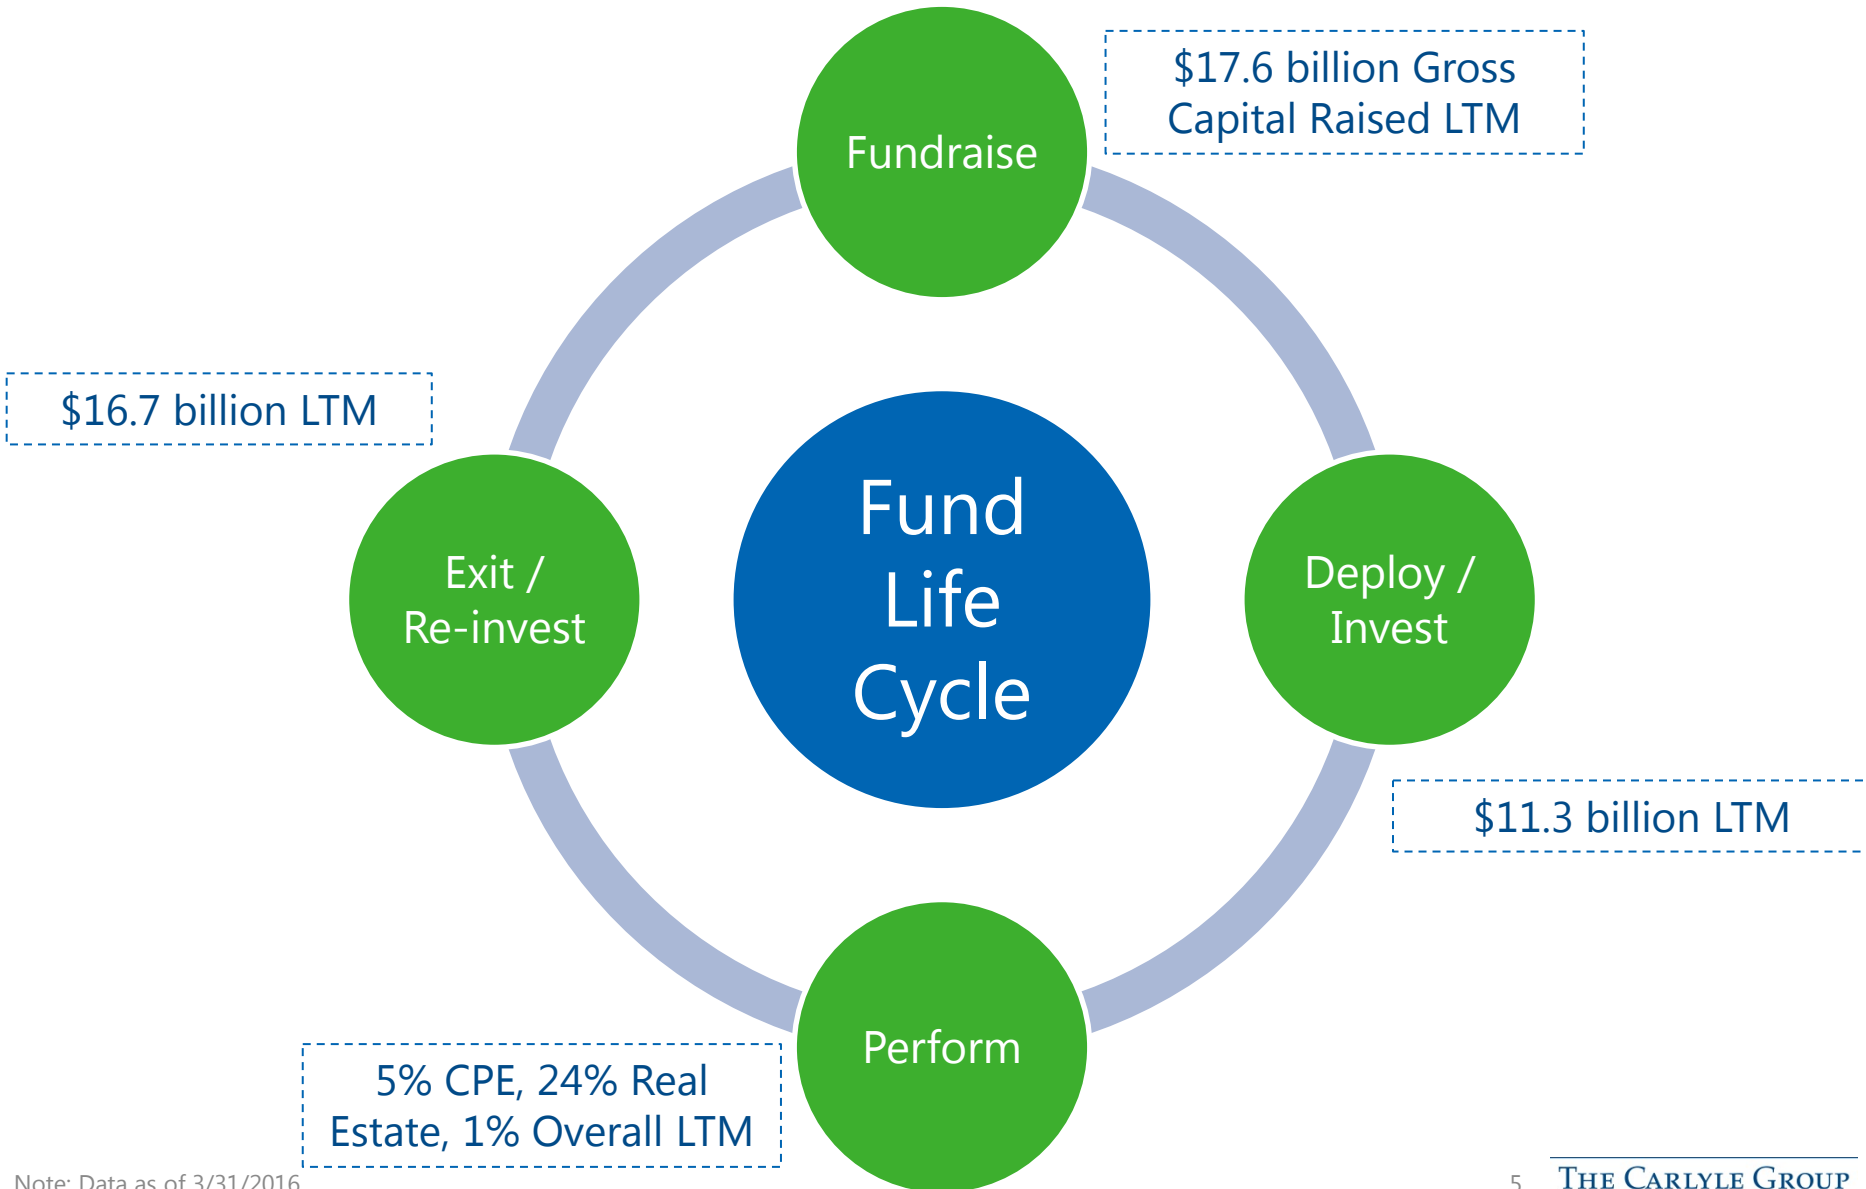 $17.6 billion Gross
Capital Raised LTM
Fundraise
$16.7 billion LTM
Fund
Life
Cycle
Exit /
Re-invest
Deploy /
Invest
$11.3 billion LTM
Perform
5% CPE, 24% Real
Estate, 1% Overall LTM
Note: Data as of 3/31/2016
5
THE CARLYLE GROUP